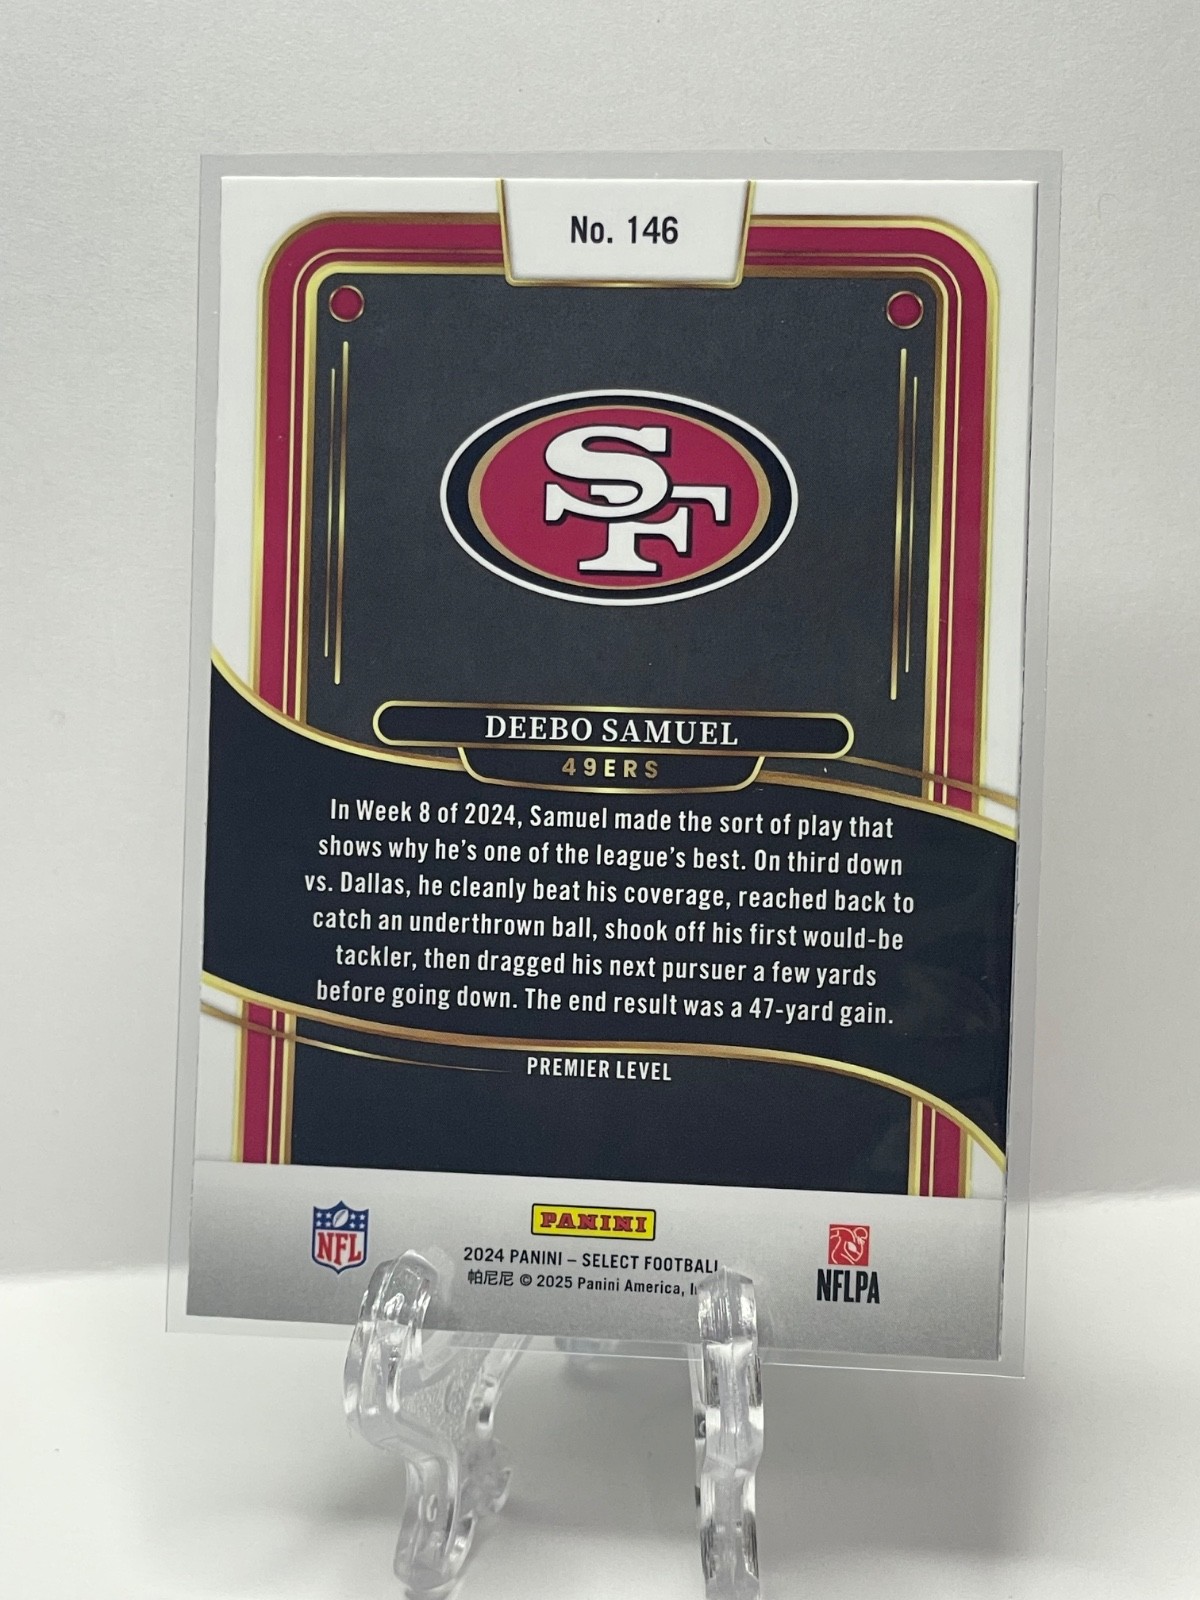 No. 146
SF
DEEBO SAMUEL
49ERS
In Week 8 of 2024, Samuel made the sort of play that
shows why he's one of the league's best. On third down
vs. Dallas, he cleanly beat his coverage, reached back to
catch an underthrown ball, shook off his first would-be
tackler, then dragged his next pursuer a few yards
before going down. The end result was a 47-yard gain.
PREMIER LEVEL
NFL
PANINI
2024 PANINI – SELECT FOOTBALL
帕尼尼 © 2025 Panini America,
NFLPA